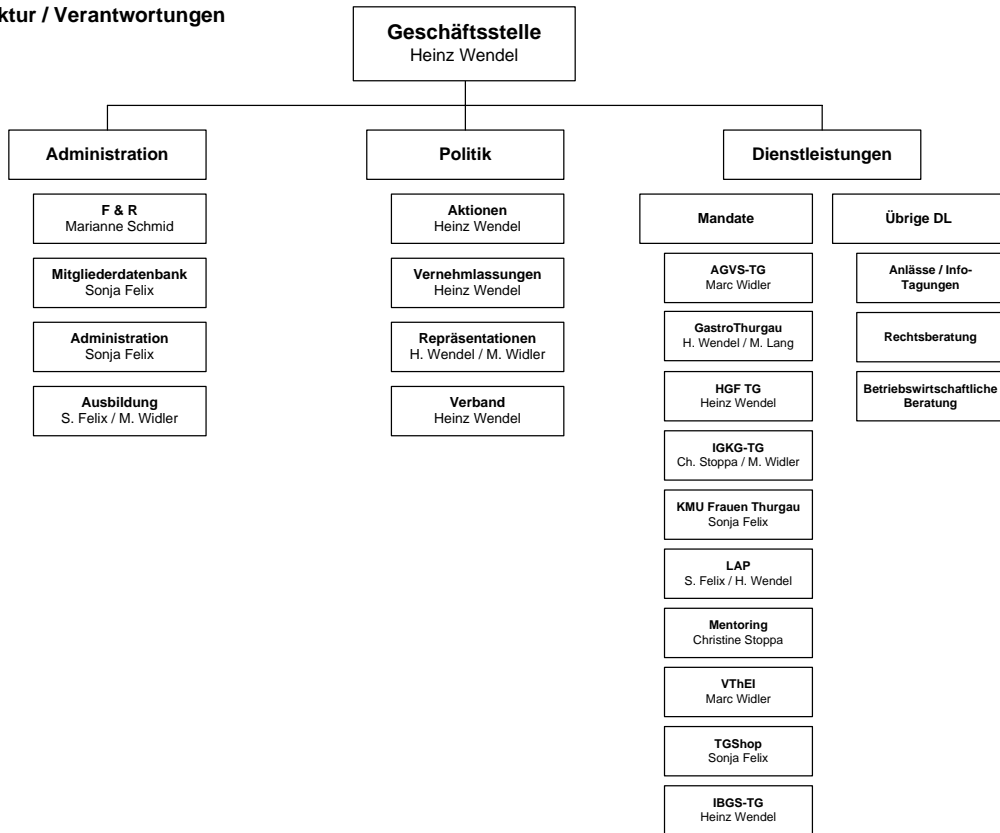 ktur / Verantwortungen
Geschäftsstelle
Heinz Wendel
Administration
F & R
Marianne Schmid
Mitgliederdatenbank
Sonja Felix
Administration
Sonja Felix
Ausbildung
S. Felix / M. Widler
Politik
Aktionen
Heinz Wendel
Vernehmlassungen
Heinz Wendel
Repräsentationen
H. Wendel / M. Widler
Verband
Heinz Wendel
Dienstleistungen
Mandate
AGVS-TG
Marc Widler
GastroThurgau
H. Wendel / M. Lang
HGF TG
Heinz Wendel
IGKG-TG
Ch. Stoppa / M. Widler
KMU Frauen Thurgau
Sonja Felix
LAP
S. Felix / H. Wendel
Mentoring
Christine Stoppa
VThEI
Marc Widler
TGShop
Sonja Felix
IBGS-TG
Heinz Wendel
Übrige DL
Anlässe / Info-
Tagungen
Rechtsberatung
Betriebswirtschaftliche
Beratung